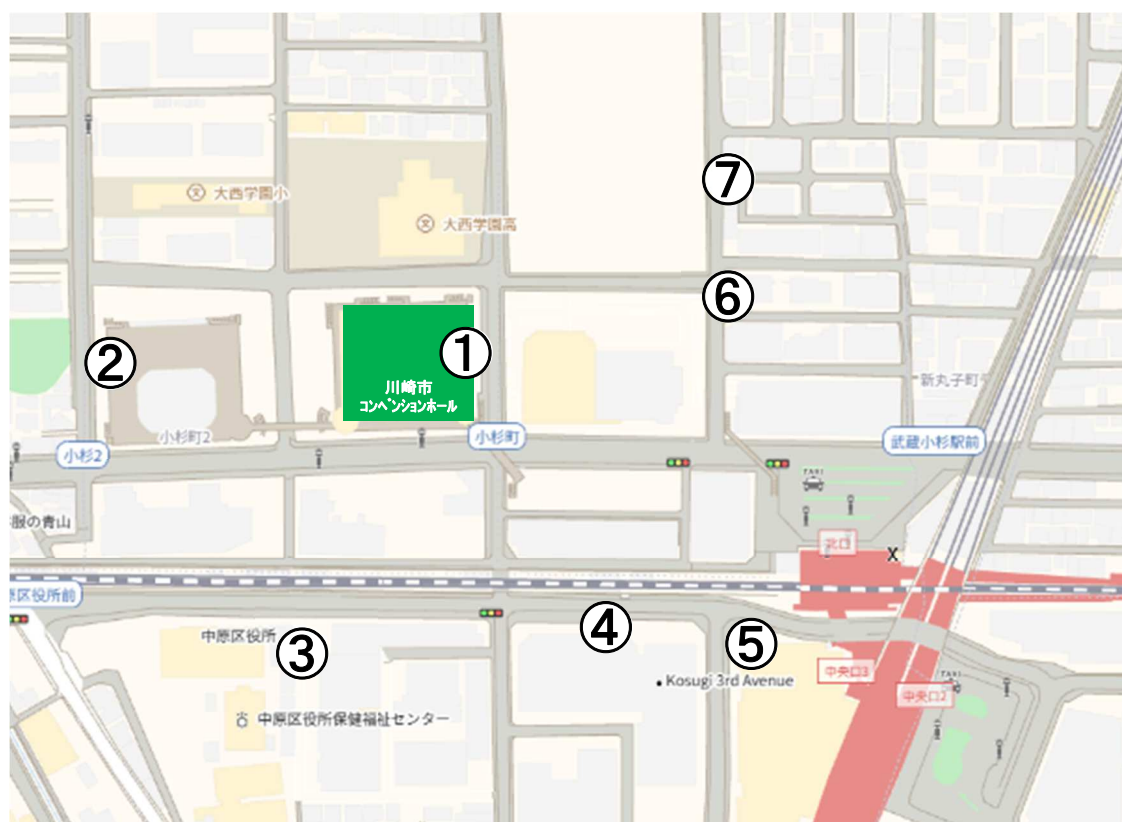 大西学園小
大西学園高
⑦
⑥
①
②
川崎市
コンベンションホール
新丸子町
小杉町2
小杉町
武蔵小杉駅前
小杉2
TAXI
服の青山
北口
X
原区役所前
中原区役所
③
④
⑤
中央口3
Kosugi 3rd Avenue
TAXI
中央口2
中原区役所保健福祉センター